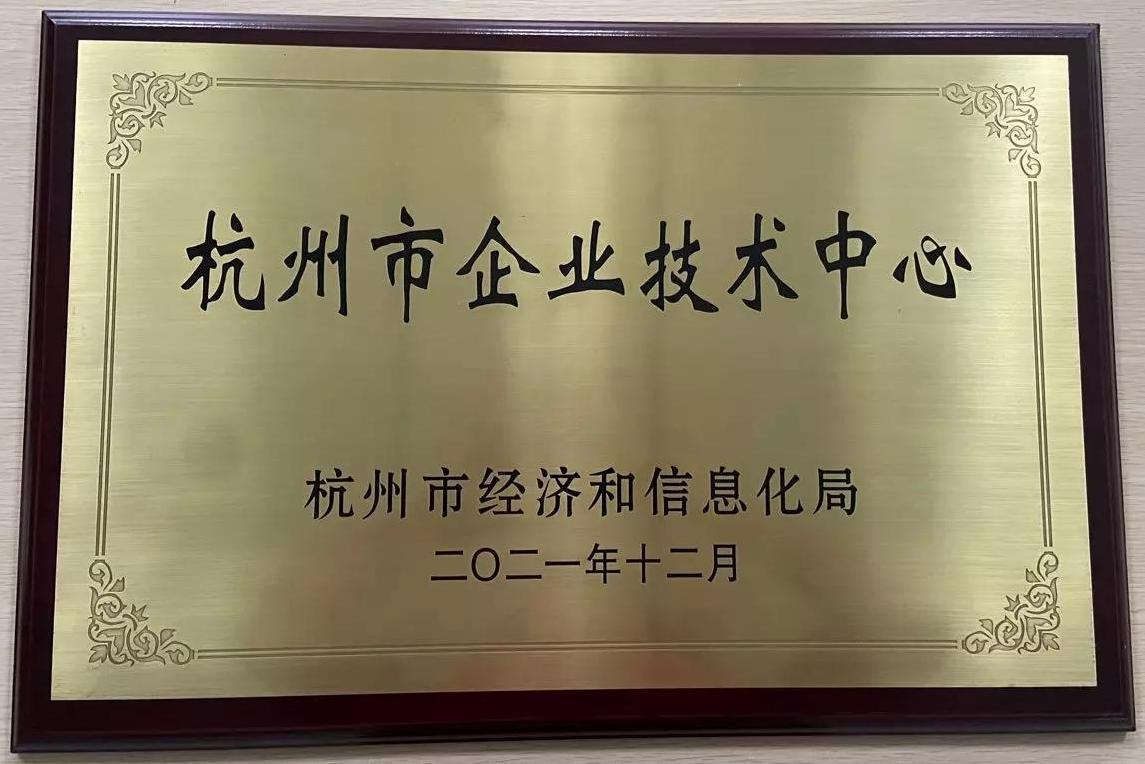 杭州市企业技术中心
杭州市经济和信息化局
二〇二一年十二月